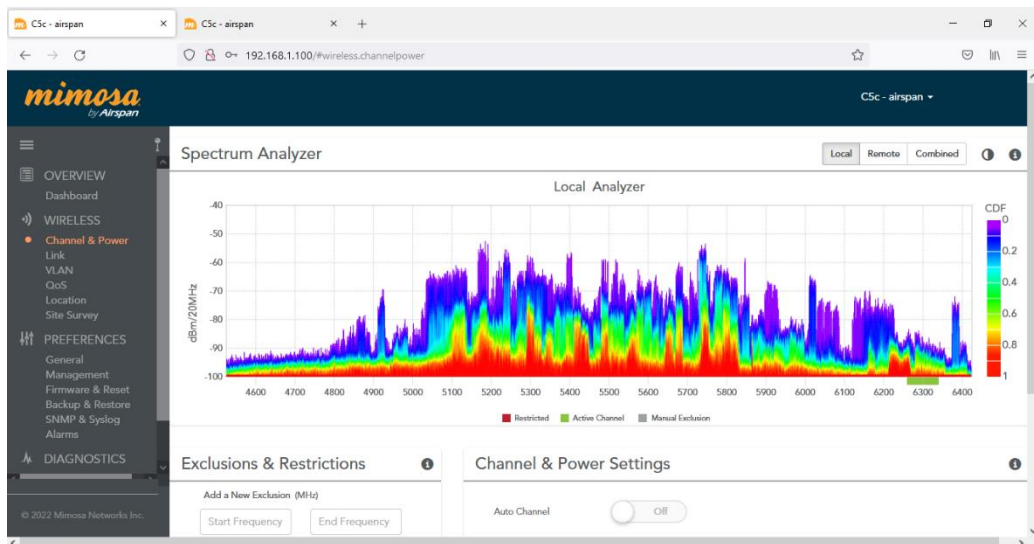 C5c - airspan
C5c - airspan
192.168.1.100/#wireless.channelpower
mimosa
by Airspan
C5c - airspan
OVERVIEW
Dashboard
WIRELESS
Channel & Power
Link
VLAN
QoS
Location
Site Survey
PREFERENCES
General
Management
Firmware & Reset
Backup & Restore
SNMP & Syslog
Alarms
DIAGNOSTICS
© 2022 Mimosa Networks Inc.
Spectrum Analyzer
Local Remote Combined
Local Analyzer
CDF
dBm/20MHz
-40
-50
-60
-70
-80
-90
-100
4600 4700 4800 4900 5000 5100 5200 5300 5400 5500 5600 5700 5800 5900 6000 6100 6200 6300 6400
0
0.2
0.4
0.6
0.8
1
Restricted Active Channel Manual Exclusion
Exclusions & Restrictions
Add a New Exclusion (MHz)
Start Frequency End Frequency
Channel & Power Settings
Auto Channel Off